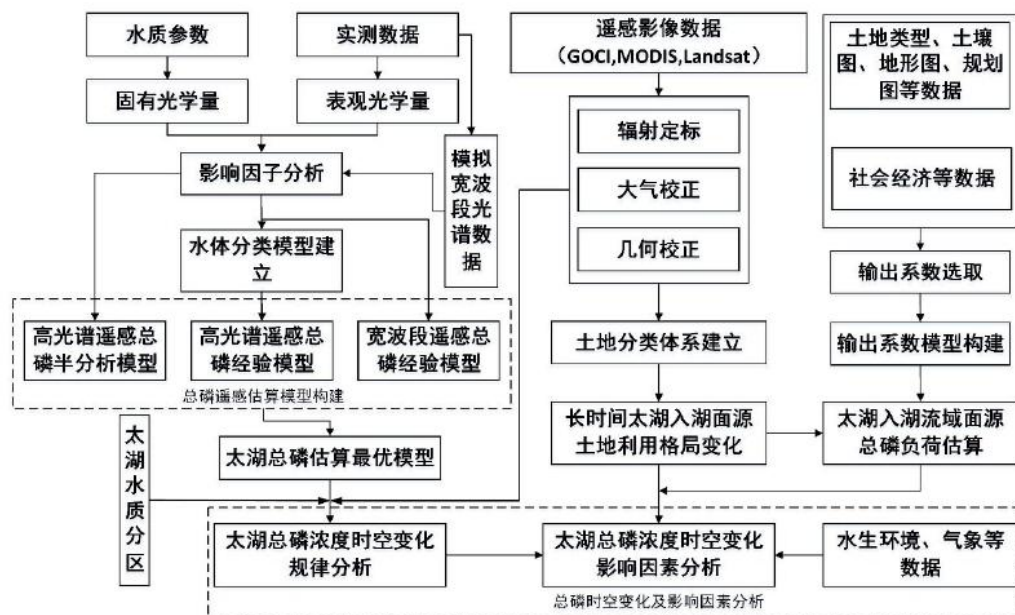 水质参数
实测数据
遥感影像数据
（GOCI,MODIS,Landsat）
土地类型、土壤
图、地形图、规划
图等数据
固有光学量
表观光学量
辐射定标
影响因子分析
模拟
宽波
段光
谱数
据
大气校正
社会经济等数据
水体分类模型建
立
几何校正
输出系数选取
高光谱遥感总
磷半分析模型
高光谱遥感总
磷经验模型
宽波段遥感总
磷经验模型
总磷遥感估算模型构建
土地分类体系建立
输出系数模型构建
太
湖
水
质
分
区
太湖总磷估算最优模型
长时间太湖入湖面源
土地利用格局变化
太湖入湖流域面源
总磷负荷估算
太湖总磷浓度时空变化
规律分析
太湖总磷浓度时空变化
影响因素分析
水生环境、气象等
数据
总磷时空变化及影响因素分析